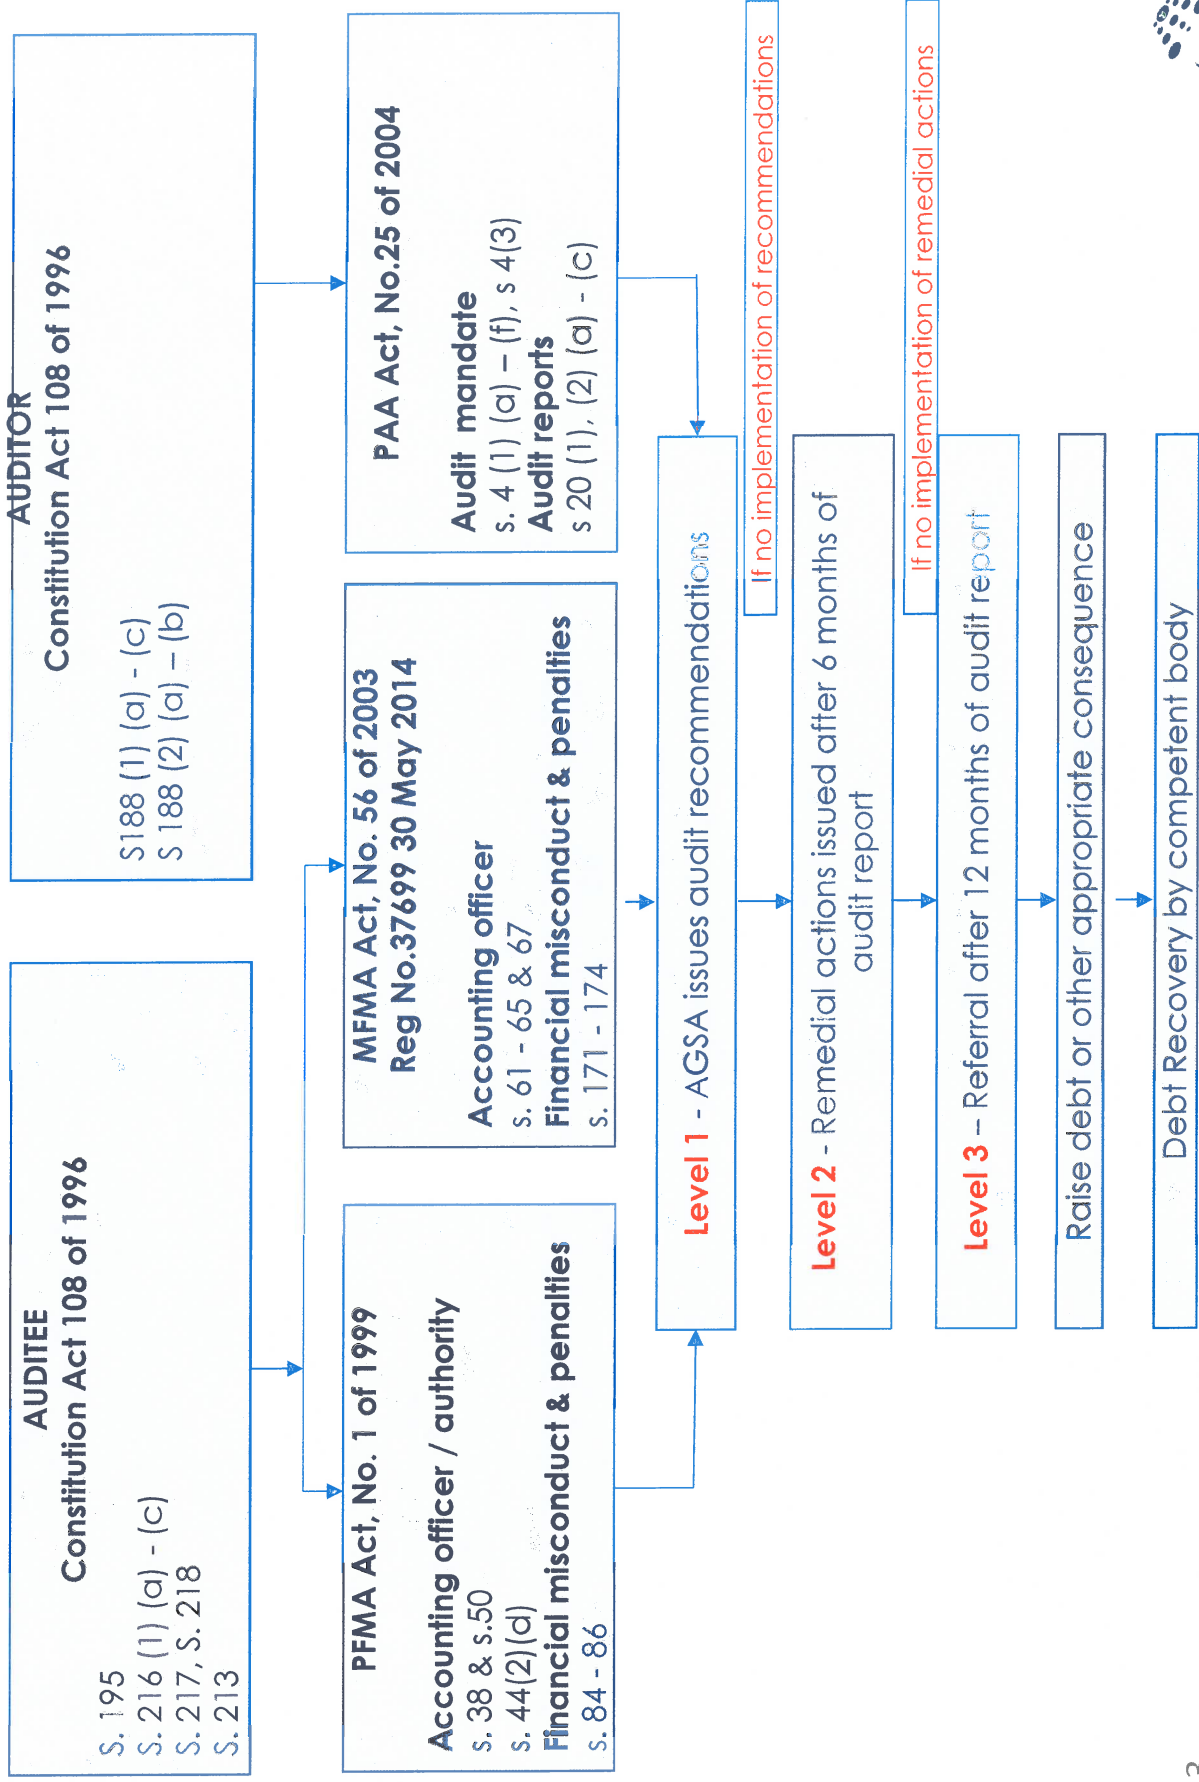 AUDITEE
Constitution Act 108 of 1996
S. 195
S. 216 (1) (a) - (c)
S. 217, S. 218
S. 213
AUDITOR
Constitution Act 108 of 1996
S188 (1) (a) - (c)
S 188 (2) (a) – (b)
PFMA Act, No. 1 of 1999
Accounting officer / authority
s. 38 & s.50
s. 44(2)(d)
Financial misconduct & penalties
s. 84 - 86
MFMA Act, No. 56 of 2003
Reg No.37699 30 May 2014
Accounting officer
s. 61 - 65 & 67
Financial misconduct & penalties
s. 171 - 174
PAA Act, No.25 of 2004
Audit mandate
s. 4 (1) (a) – (f), s 4(3)
Audit reports
s 20 (1), (2) (a) - (c)
Level 1 - AGSA issues audit recommendations
If no implementation of recommendations
Level 2 - Remedial actions issued after 6 months of
audit report
If no implementation of remedial actions
Level 3 – Referral after 12 months of audit report
Raise debt or other appropriate consequence
Debt Recovery by competent body